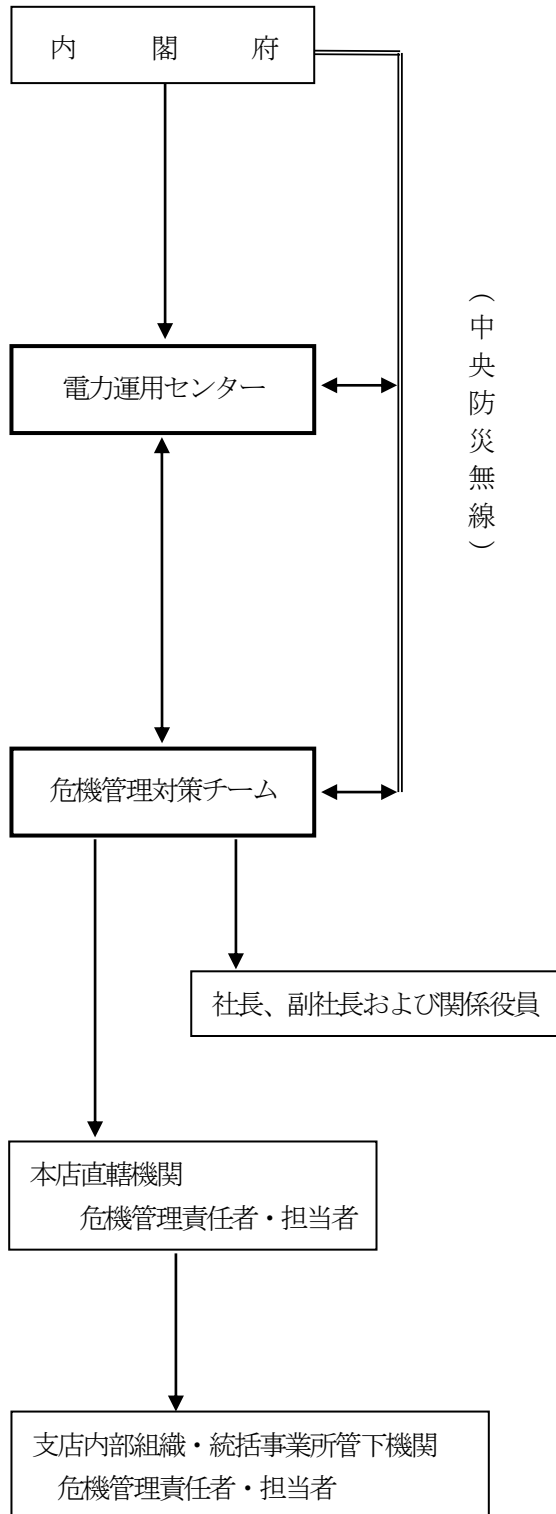 内　閣　府
（中央防災無線）
電力運用センター
危機管理対策チーム
社長、副社長および関係役員
本店直轄機関
危機管理責任者・担当者
支店内部組織・統括事業所管下機関
危機管理責任者・担当者